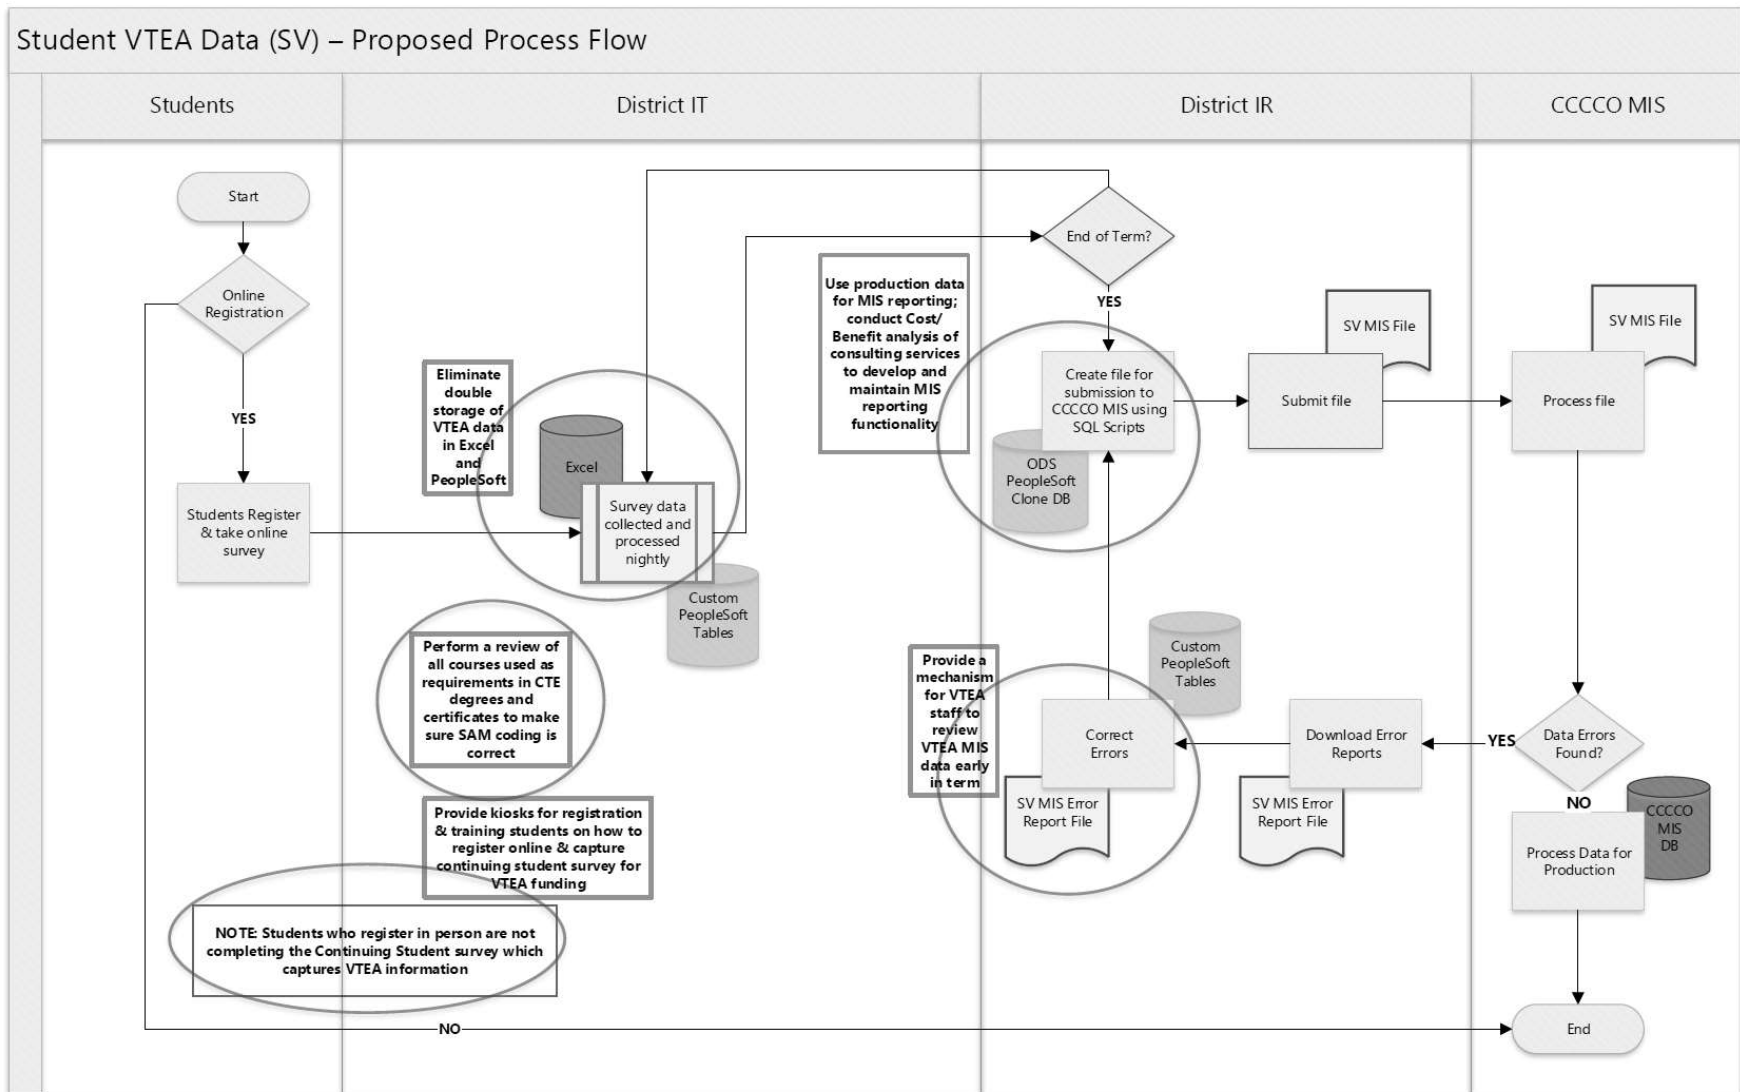 Student VTEA Data (SV) – Proposed Process Flow
Students
District IT
District IR
CCCCO MIS
Start
Online
Registration
YES
Students Register
& take online
survey
NOTE: Students who register in person are not
completing the Continuing Student survey which
captures VTEA information
NO
Eliminate
double
storage of
VTEA data
in Excel
and
PeopleSoft
Excel
Survey data
collected and
processed
nightly
Custom
PeopleSoft
Tables
Perform a review of
all courses used as
requirements in CTE
degrees and
certificates to make
sure SAM coding is
correct
Provide kiosks for registration
& training students on how to
register online & capture
continuing student survey for
VTEA funding
Use production data
for MIS reporting;
conduct Cost/
Benefit analysis of
consulting services
to develop and
maintain MIS
reporting
functionality
End of Term?
YES
Create file for
submission to
CCCCO MIS using
SQL Scripts
ODS
PeopleSoft
Clone DB
SV MIS File
Submit file
Provide a
mechanism
for VTEA
staff to
review
VTEA MIS
data early
in term
Custom
PeopleSoft
Tables
Correct
Errors
SV MIS Error
Report File
Download Error
Reports
SV MIS Error
Report File
SV MIS File
Process file
YES
Data Errors
Found?
NO
CCCCO
MIS
DB
Process Data for
Production
End